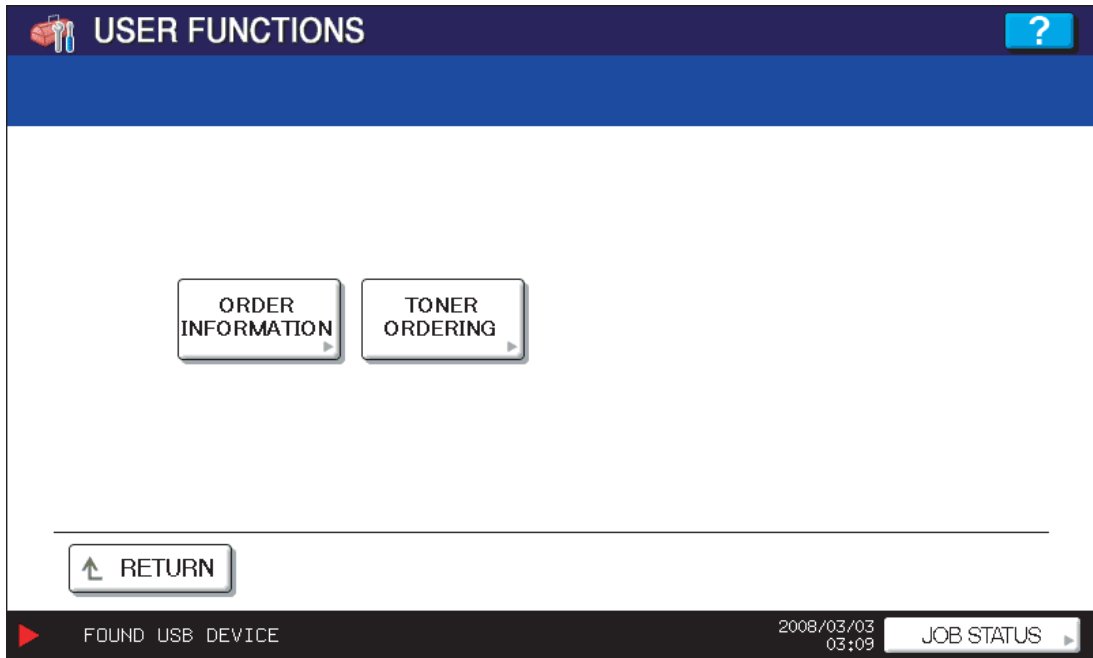 USER FUNCTIONS
?
ORDER
INFORMATION
TONER
ORDERING
RETURN
FOUND USB DEVICE
2008/03/03
03:09
JOB STATUS